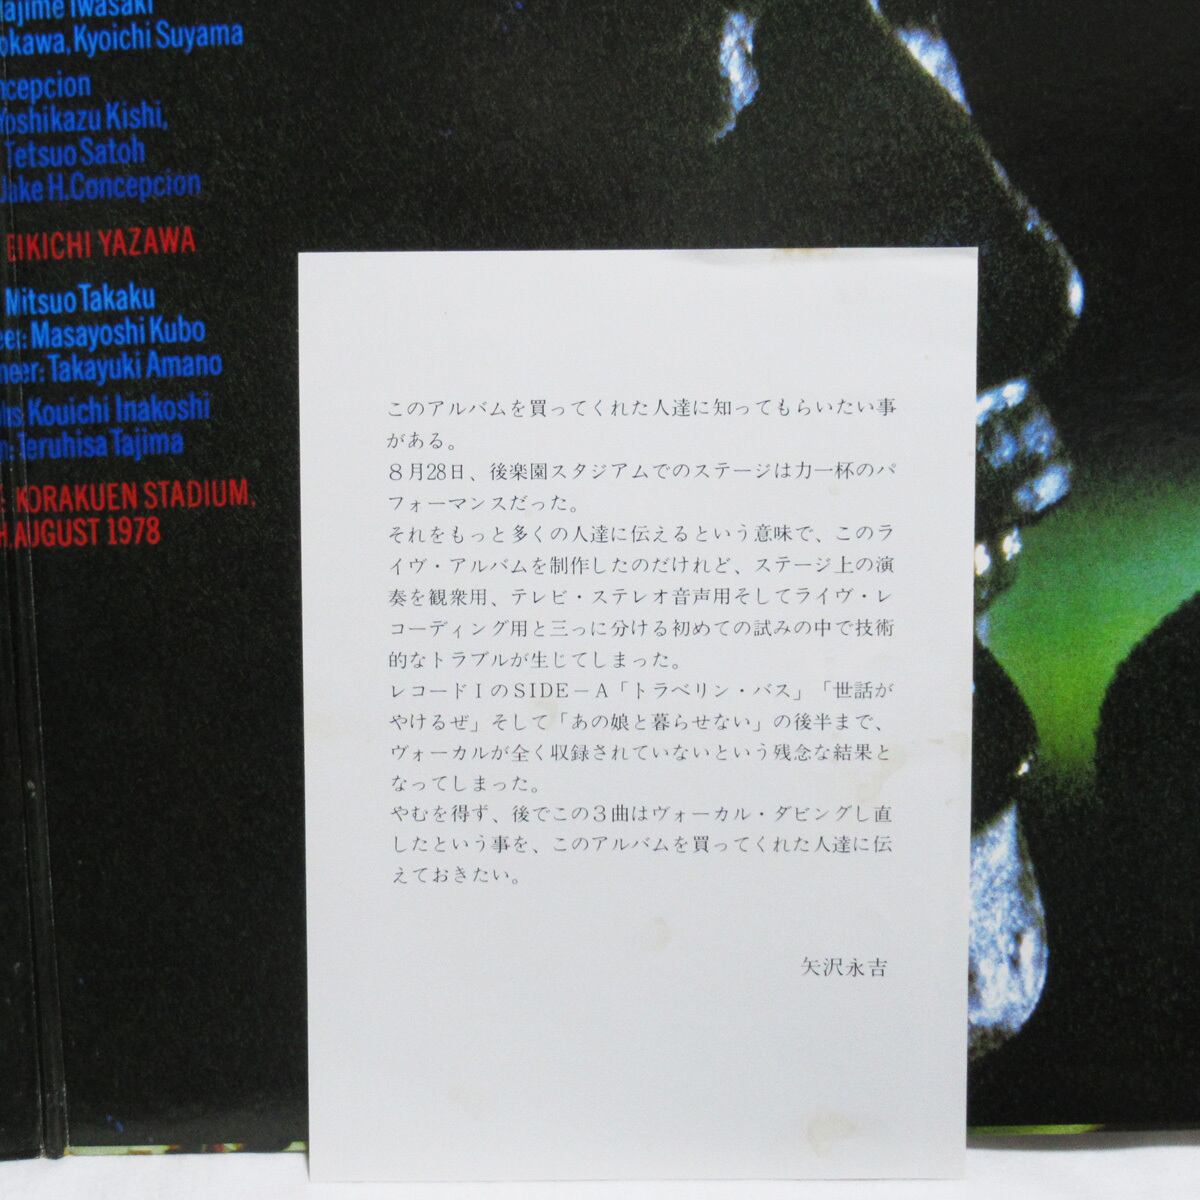 Hajime Iwasaki
okawa, Kyoichi Suyama
ncepcion
Yoshikazu Kishi,
Tetsuo Satoh
Jake H.Concepcion
EIKICHI YAZAWA
Mitsuo Takaku
eer: Masayoshi Kubo
neer: Takayuki Amano
Kouichi Inakoshi
Teruhisa Tajima
KORAKUEN STADIUM,
H.AUGUST 1978
このアルバムを買ってくれた人達に知ってもらいたい事
がある。
8月28日、後楽園スタジアムでのステージは力一杯のパ
フォーマンスだった。
それをもっと多くの人達に伝えるという意味で、このラ
イヴ・アルバムを制作したのだけれど、ステージ上の演
奏を観衆用、テレビ・ステレオ音声用そしてライヴ・レ
コーディング用と三っに分ける初めての試みの中で技術
的なトラブルが生じてしまった。
レコードIのSIDE－A「トラベリン・バス」「世話が
やけるぜ」そして「あの娘と暮らせない」の後半まで、
ヴォーカルが全く収録されていないという残念な結果と
なってしまった。
やむを得ず、後でこの3曲はヴォーカル・ダビングし直
したという事を、このアルバムを買ってくれた人達に伝
えておきたい。
矢沢永吉